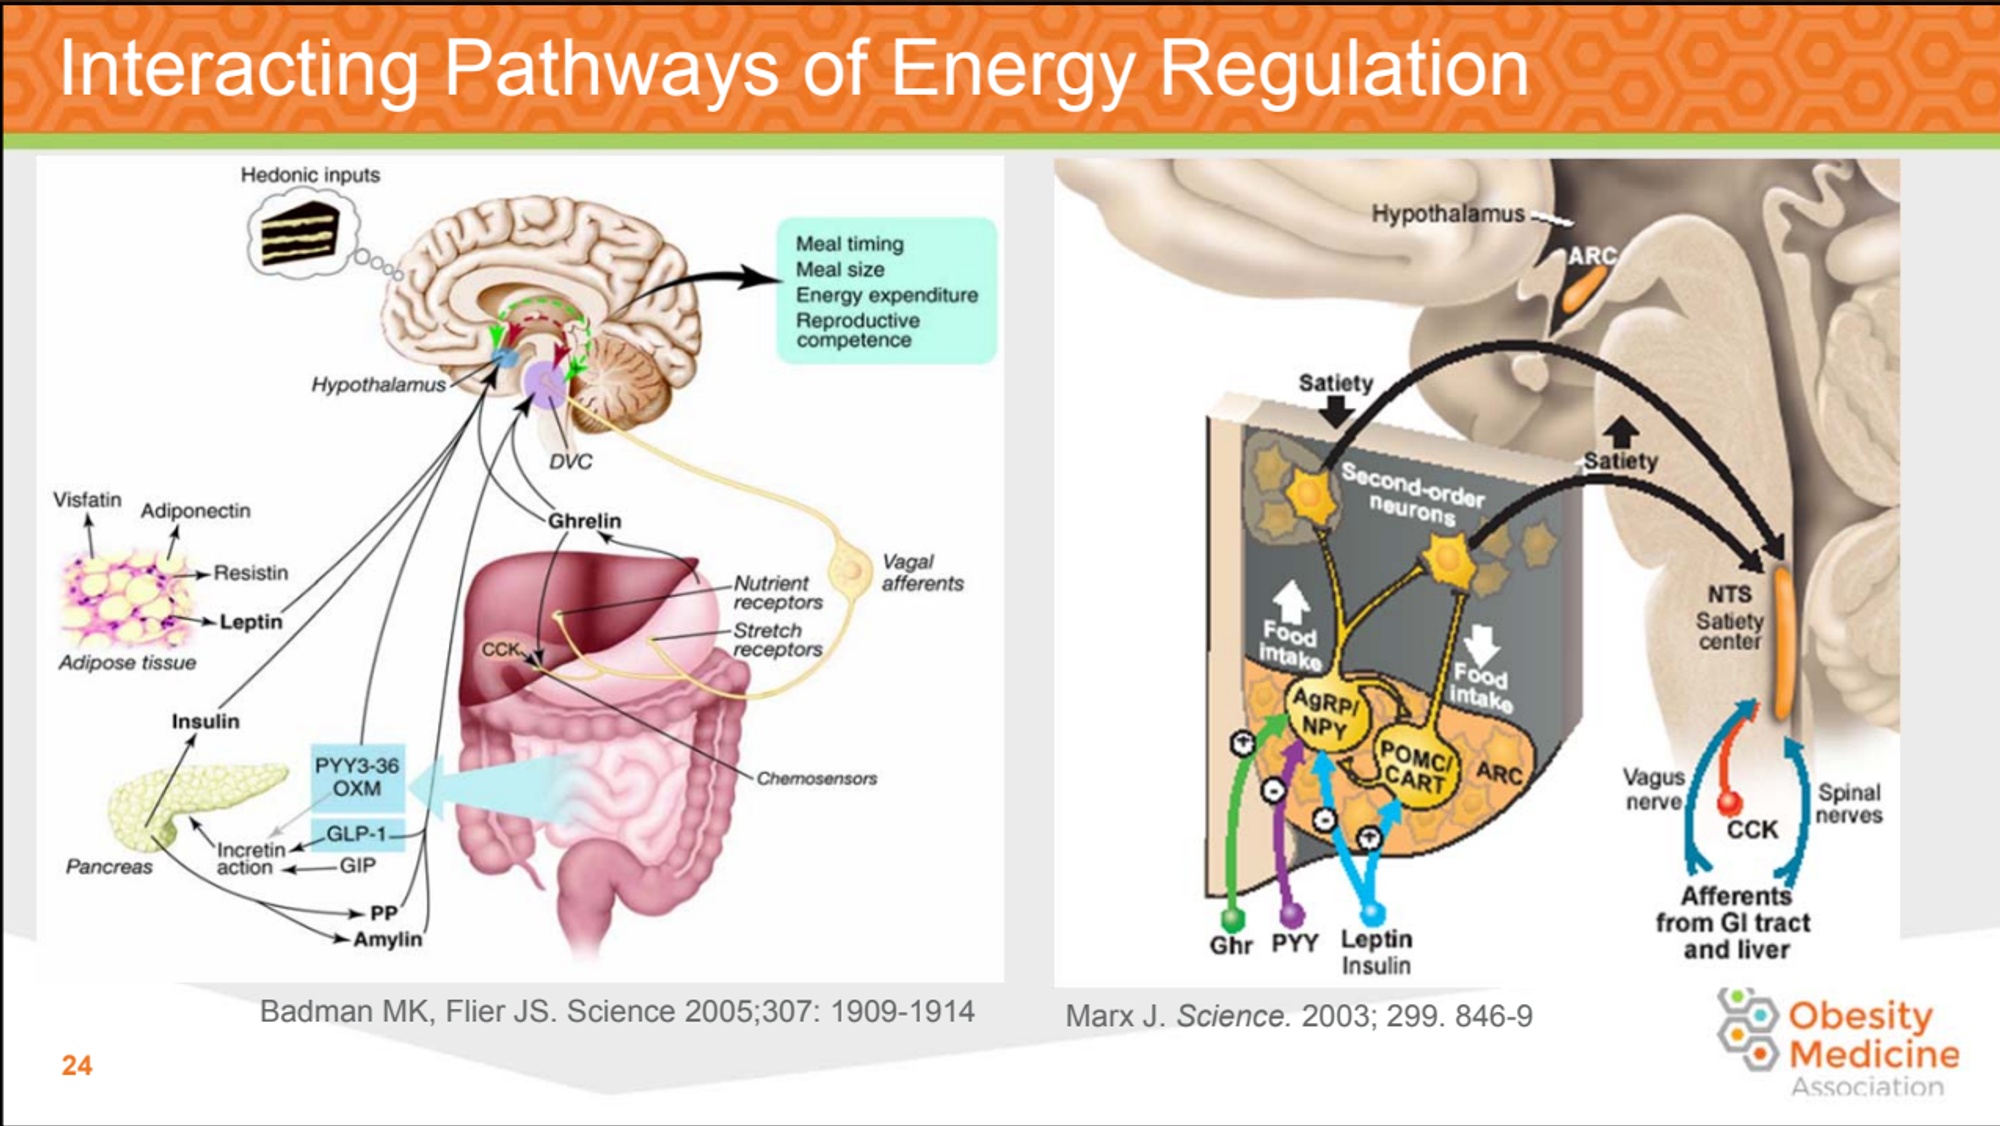 Interacting Pathways of Energy Regulation
Hedonic inputs
Meal timing
Meal size
Energy expenditure
Reproductive
competence
Hypothalamus
DVC
Visfatin
Adiponectin
Resistin
Leptin
Adipose tissue
Ghrelin
Vagal
afferents
Nutrient
receptors
Stretch
receptors
CCK
Insulin
PYY3-36
OXM
GLP-1
Incretin
action
GIP
Chemosensors
Pancreas
PP
Amylin
Badman MK, Flier JS. Science 2005;307: 1909-1914
Hypothalamus
ARC
Satiety
Satiety
Second-order
neurons
NTS
Satiety
center
Food
intake
Food
intake
AgRP/
NPY
POMC/
CART
ARC
+
-
-
+
Vagus
nerve
CCK
Spinal
nerves
Ghr
PYY
Leptin
Insulin
Afferents
from GI tract
and liver
Marx J. Science. 2003; 299. 846-9
24
Obesity
Medicine
Association